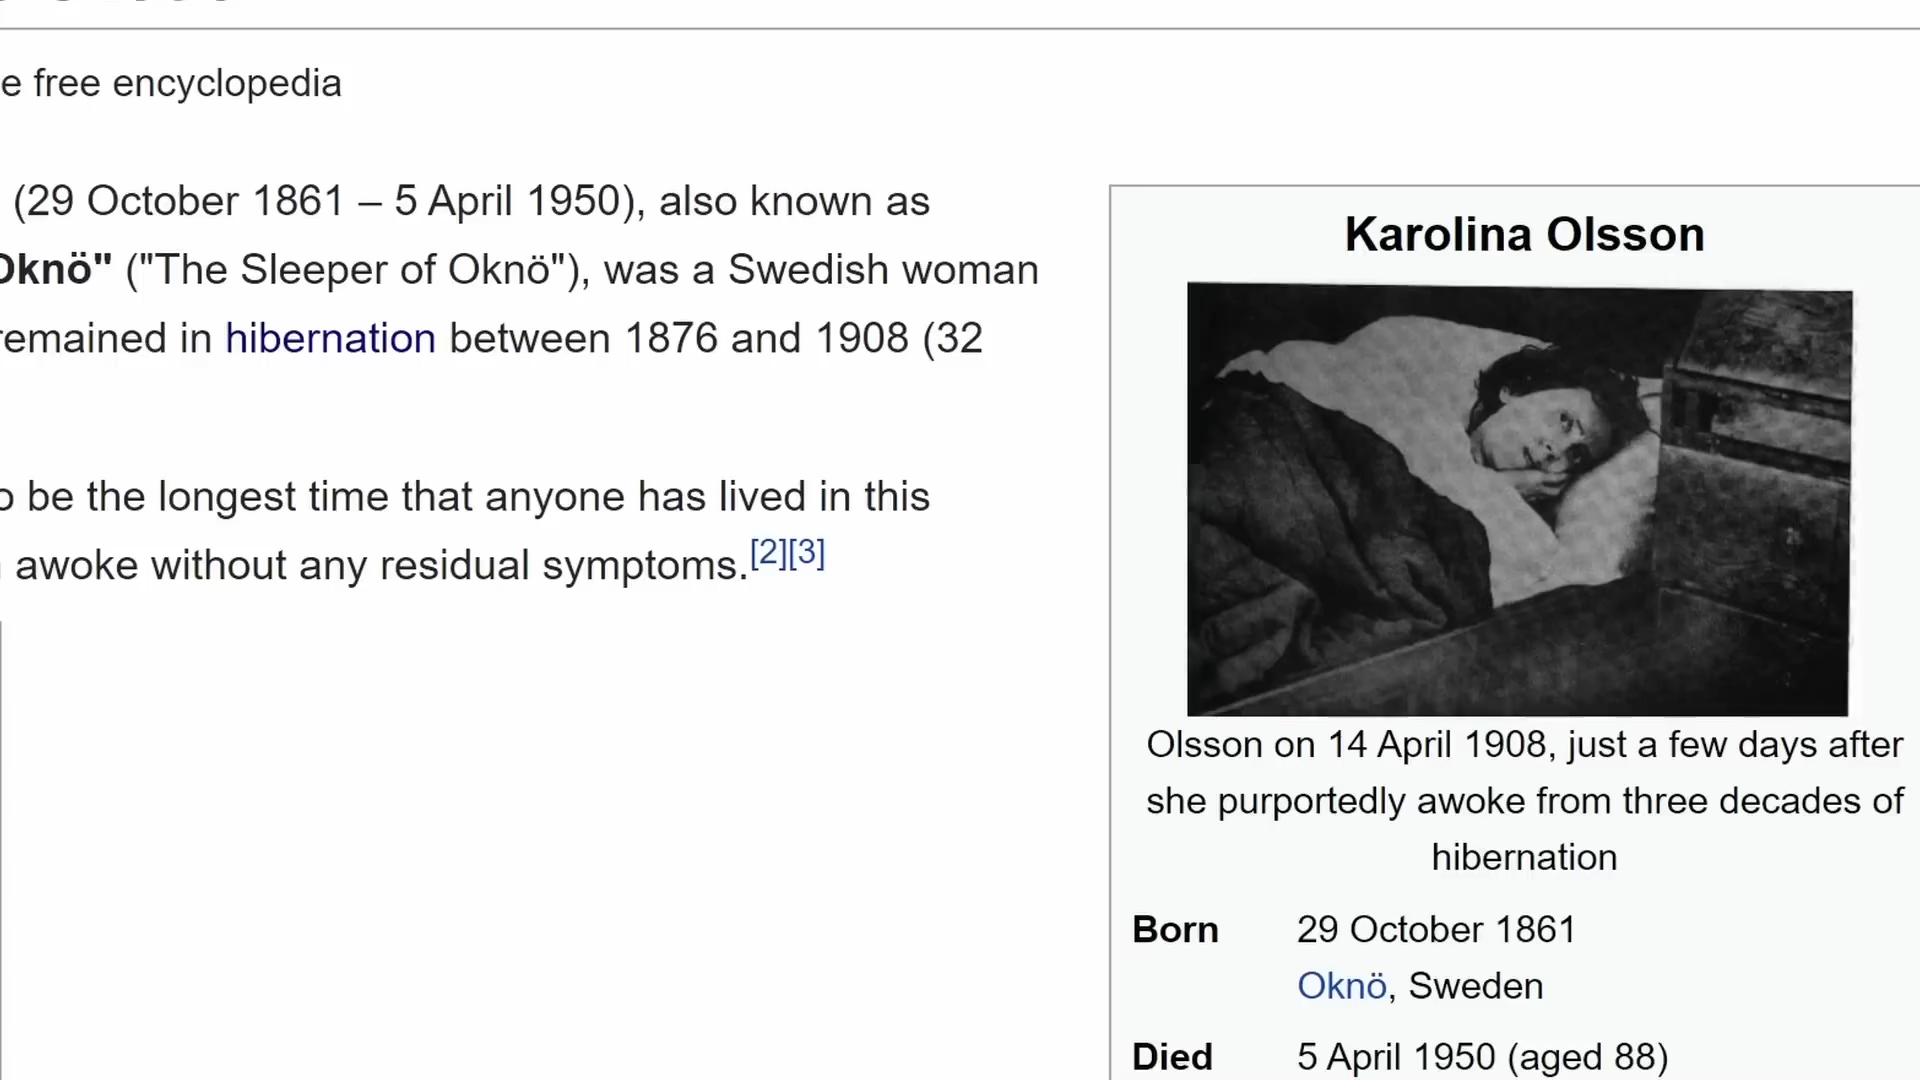 e free encyclopedia
(29 October 1861 – 5 April 1950), also known as
Oknö" ("The Sleeper of Oknö"), was a Swedish woman
remained in hibernation between 1876 and 1908 (32
be the longest time that anyone has lived in this
awoke without any residual symptoms.[2][3]
Karolina Olsson
Olsson on 14 April 1908, just a few days after
she purportedly awoke from three decades of
hibernation
Born 29 October 1861
Oknö, Sweden
Died 5 April 1950 (aged 88)